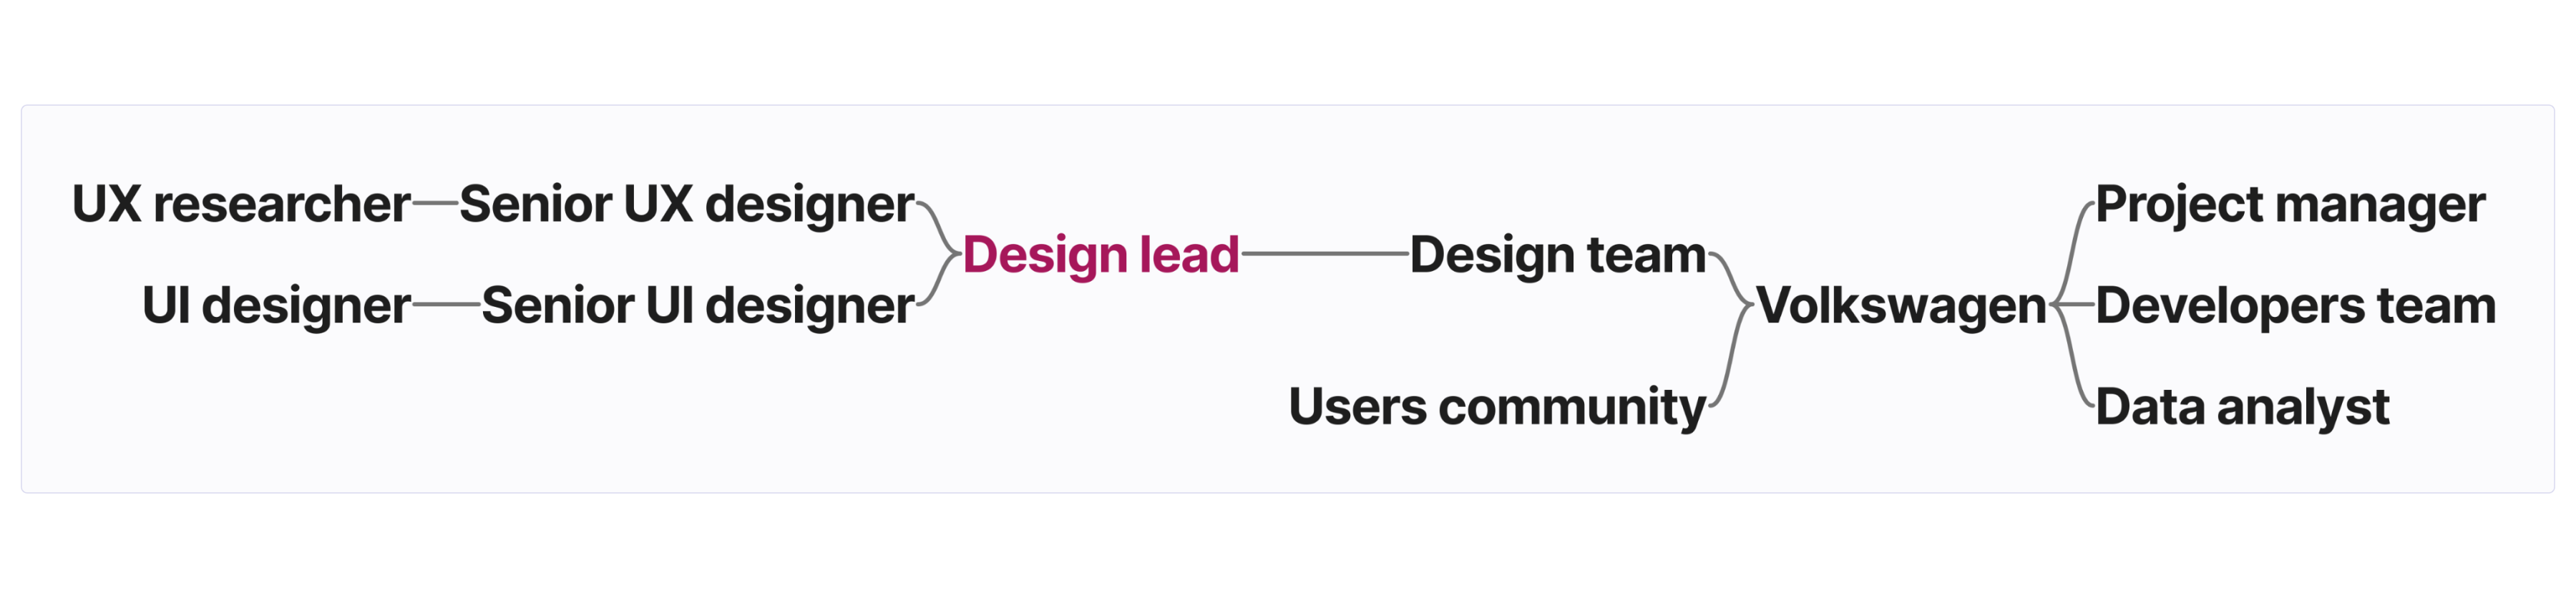 UX researcher
Senior UX designer
UI designer
Senior UI designer
Design lead
Design team
Users community
Volkswagen
Project manager
Developers team
Data analyst